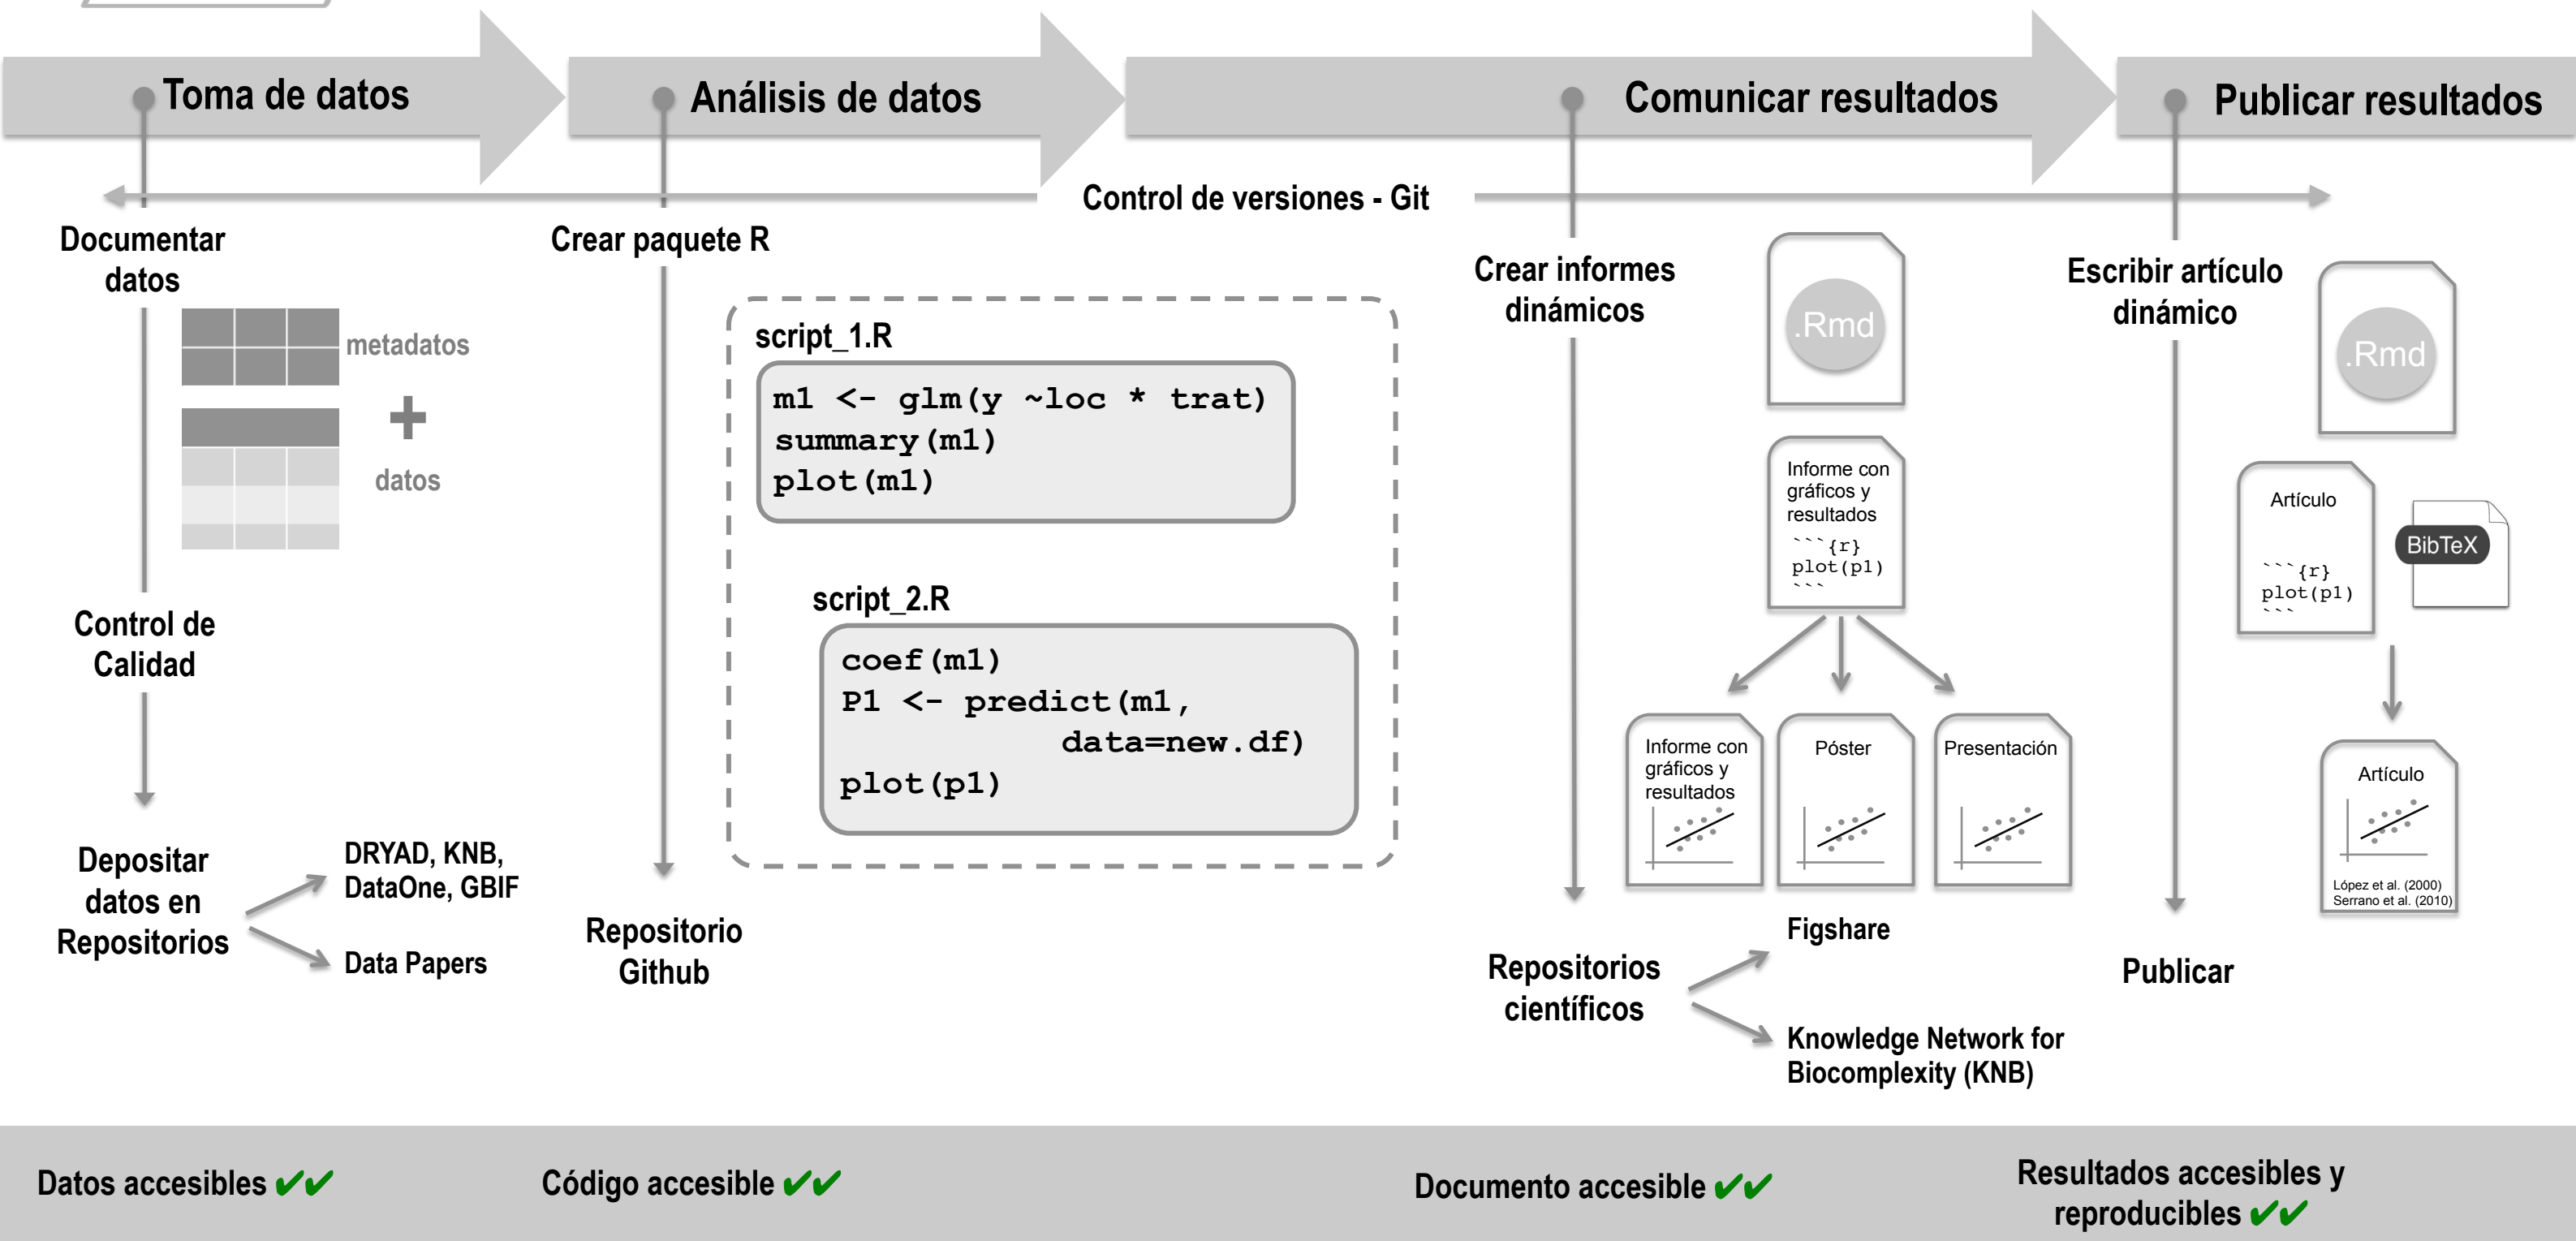 Toma de datos
Análisis de datos
Comunicar resultados
Publicar resultados
Control de versiones - Git
Documentar
datos
metadatos
+
datos
Control de
Calidad
Depositar
datos en
Repositorios
DRYAD, KNB,
DataOne, GBIF
Data Papers
Crear paquete R
script_1.R
m1 <- glm(y ~loc * trat)
summary(m1)
plot(m1)
script_2.R
coef(m1)
P1 <- predict(m1,
data=new.df)
plot(p1)
Repositorio
Github
Crear informes
dinámicos
.Rmd
Informe con
gráficos y
resultados
```{r}
plot(p1)
```
Informe con
gráficos y
resultados
Póster
Presentación
Repositorios
científicos
Figshare
Knowledge Network for
Biocomplexity (KNB)
Escribir artículo
dinámico
.Rmd
Artículo
```{r}
plot(p1)
```
BibTeX
Artículo
López et al. (2000)
Serrano et al. (2010)
Publicar
Datos accesibles ✔✔
Código accesible ✔✔
Documento accesible ✔✔
Resultados accesibles y
reproducibles ✔✔